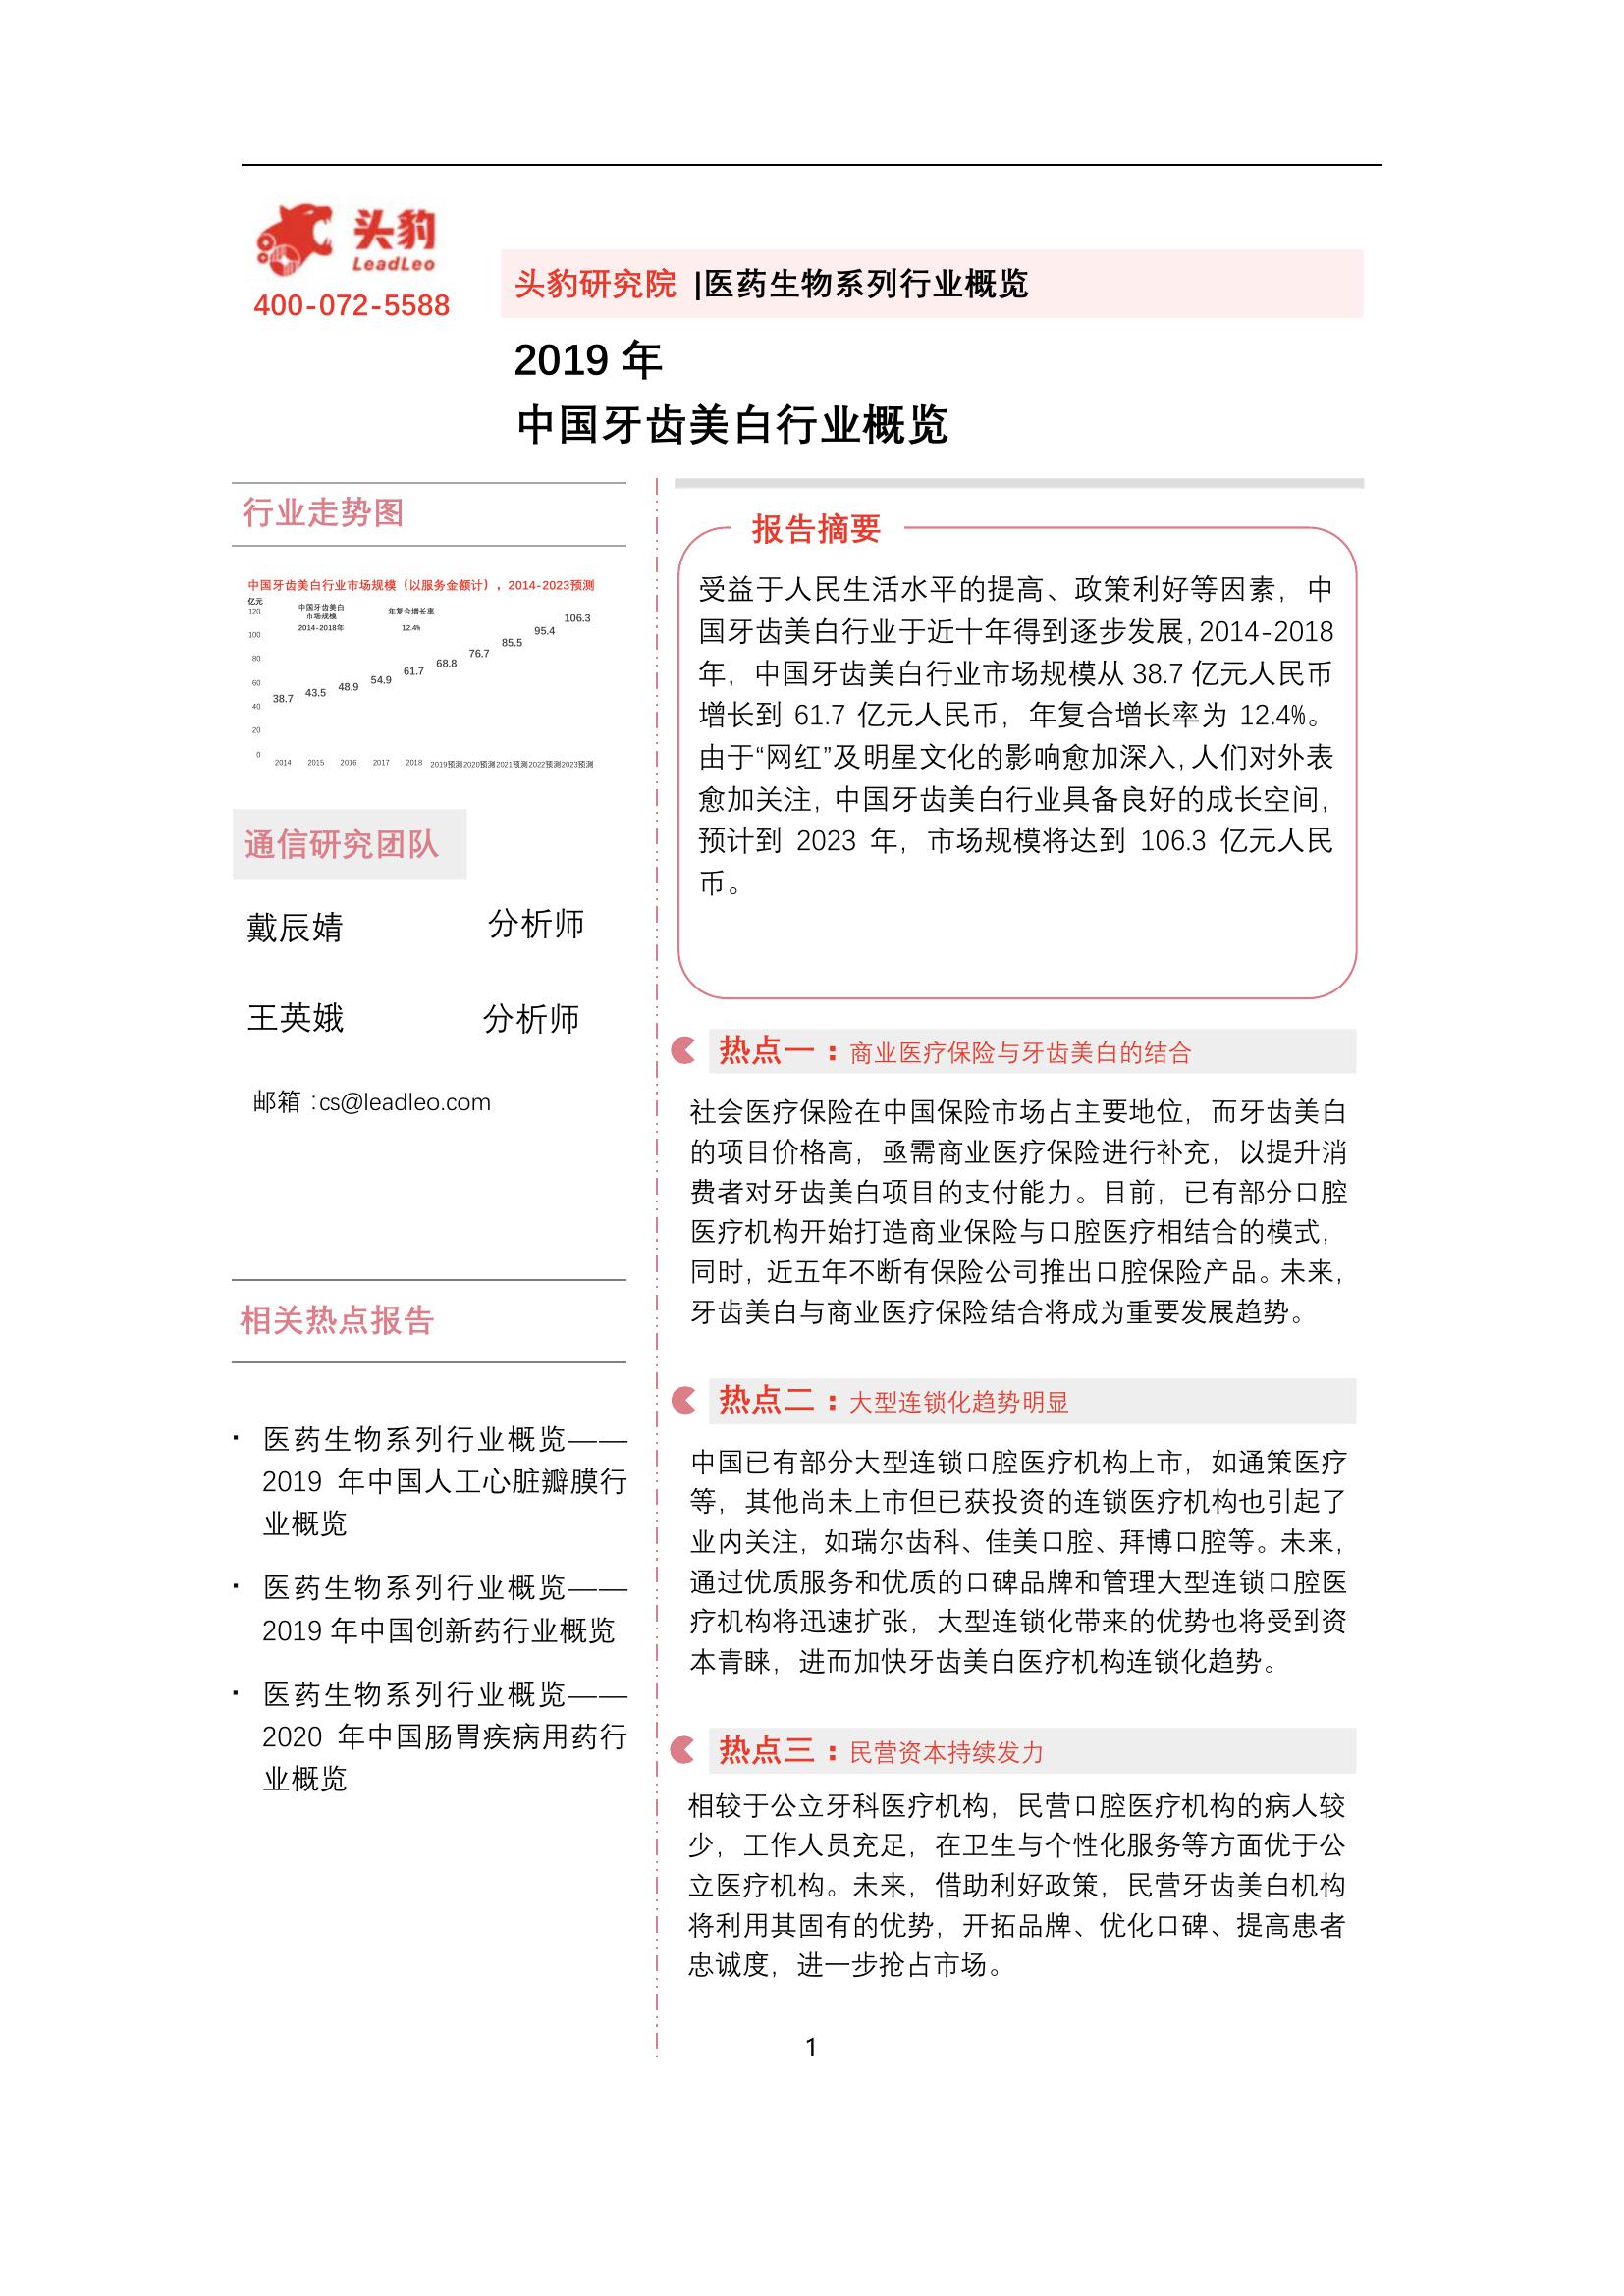 头豹
LeadLeo
400-072-5588
头豹研究院 |医药生物系列行业概览
2019 年
中国牙齿美白行业概览
行业走势图
中国牙齿美白行业市场规模（以服务金额计），2014-2023预测
亿元
中国牙齿美白
市场规模
年复合增长率
2014-2018年
12.4%
120
100
80
60
40
20
0
38.7
43.5
48.9
54.9
61.7
68.8
76.7
85.5
95.4
106.3
2014 2015 2016 2017 2018 2019预测2020预测2021预测2022预测2023预测
通信研究团队
戴辰婧 分析师
王英娥 分析师
邮箱 :cs@leadleo.com
相关热点报告
· 医药生物系列行业概览——
2019 年中国人工心脏瓣膜行
业概览
· 医药生物系列行业概览——
2019 年中国创新药行业概览
· 医药生物系列行业概览——
2020 年中国肠胃疾病用药行
业概览
报告摘要
受益于人民生活水平的提高、政策利好等因素，中
国牙齿美白行业于近十年得到逐步发展，2014-2018
年，中国牙齿美白行业市场规模从 38.7 亿元人民币
增长到 61.7 亿元人民币，年复合增长率为 12.4%。
由于“网红”及明星文化的影响愈加深入，人们对外表
愈加关注，中国牙齿美白行业具备良好的成长空间，
预计到 2023 年，市场规模将达到 106.3 亿元人民
币。
热点一：商业医疗保险与牙齿美白的结合
社会医疗保险在中国保险市场占主要地位，而牙齿美白
的项目价格高，亟需商业医疗保险进行补充，以提升消
费者对牙齿美白项目的支付能力。目前，已有部分口腔
医疗机构开始打造商业保险与口腔医疗相结合的模式，
同时，近五年不断有保险公司推出口腔保险产品。未来，
牙齿美白与商业医疗保险结合将成为重要发展趋势。
热点二：大型连锁化趋势明显
中国已有部分大型连锁口腔医疗机构上市，如通策医疗
等，其他尚未上市但已获投资的连锁医疗机构也引起了
业内关注，如瑞尔齿科、佳美口腔、拜博口腔等。未来，
通过优质服务和优质的口碑品牌和管理大型连锁口腔医
疗机构将迅速扩张，大型连锁化带来的优势也将受到资
本青睐，进而加快牙齿美白医疗机构连锁化趋势。
热点三：民营资本持续发力
相较于公立牙科医疗机构，民营口腔医疗机构的病人较
少，工作人员充足，在卫生与个性化服务等方面优于公
立医疗机构。未来，借助利好政策，民营牙齿美白机构
将利用其固有的优势，开拓品牌、优化口碑、提高患者
忠诚度，进一步抢占市场。
1